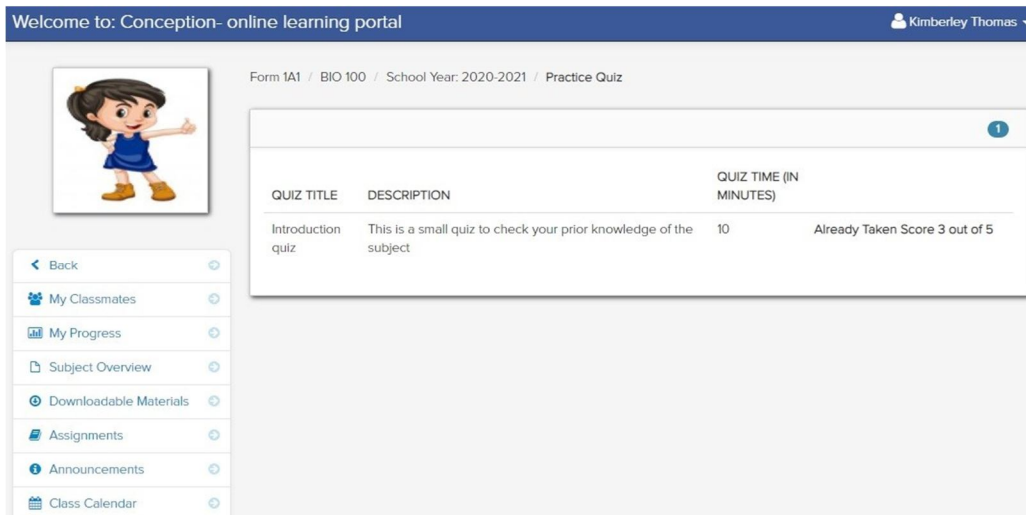 Welcome to: Conception- online learning portal
Kimberley Thomas
Form 1A1 / BIO 100 / School Year: 2020-2021 / Practice Quiz
1
QUIZ TITLE DESCRIPTION QUIZ TIME (IN
MINUTES)
Introduction This is a small quiz to check your prior knowledge of the 10 Already Taken Score 3 out of 5
quiz subject
Back
My Classmates
My Progress
Subject Overview
Downloadable Materials
Assignments
Announcements
Class Calendar